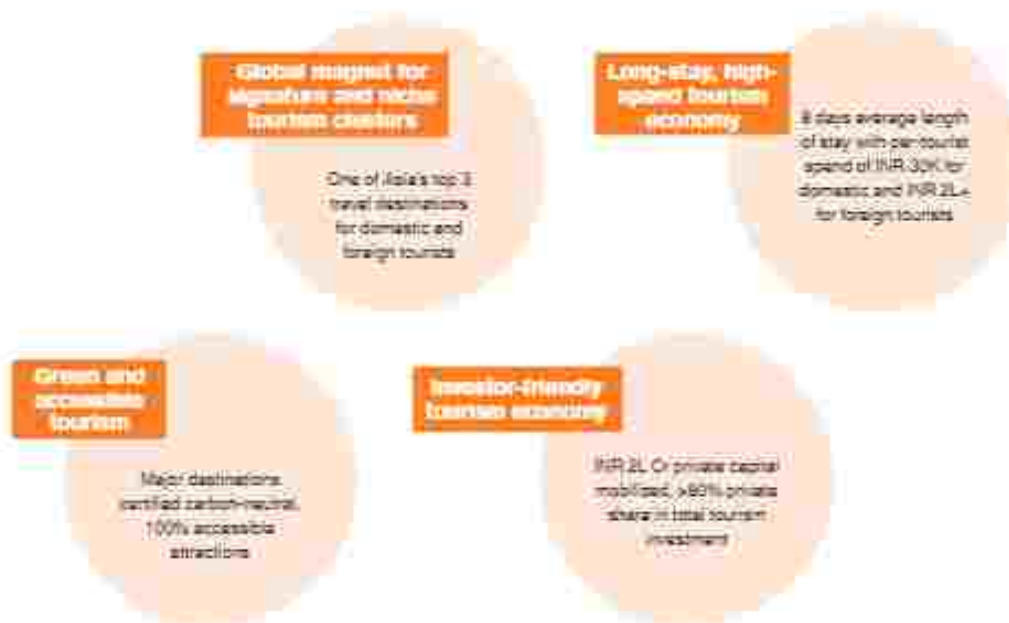 Global magnet for
signature and niche
tourism clusters
One of Asia's top 3
travel destinations
for domestic and
foreign tourists
Long-stay, high-
spend tourism
economy
days average length
of stay with per-tourist
spend of INR 30K for
domestic and INR 2L+
for foreign tourists
Green and
accessible
tourism
Major destinations
certified carbon-neutral,
100% accessible
attractions
Investor-friendly
tourism economy
INR 2L Cr private capital
mobilized, private
share in total tourism
investment